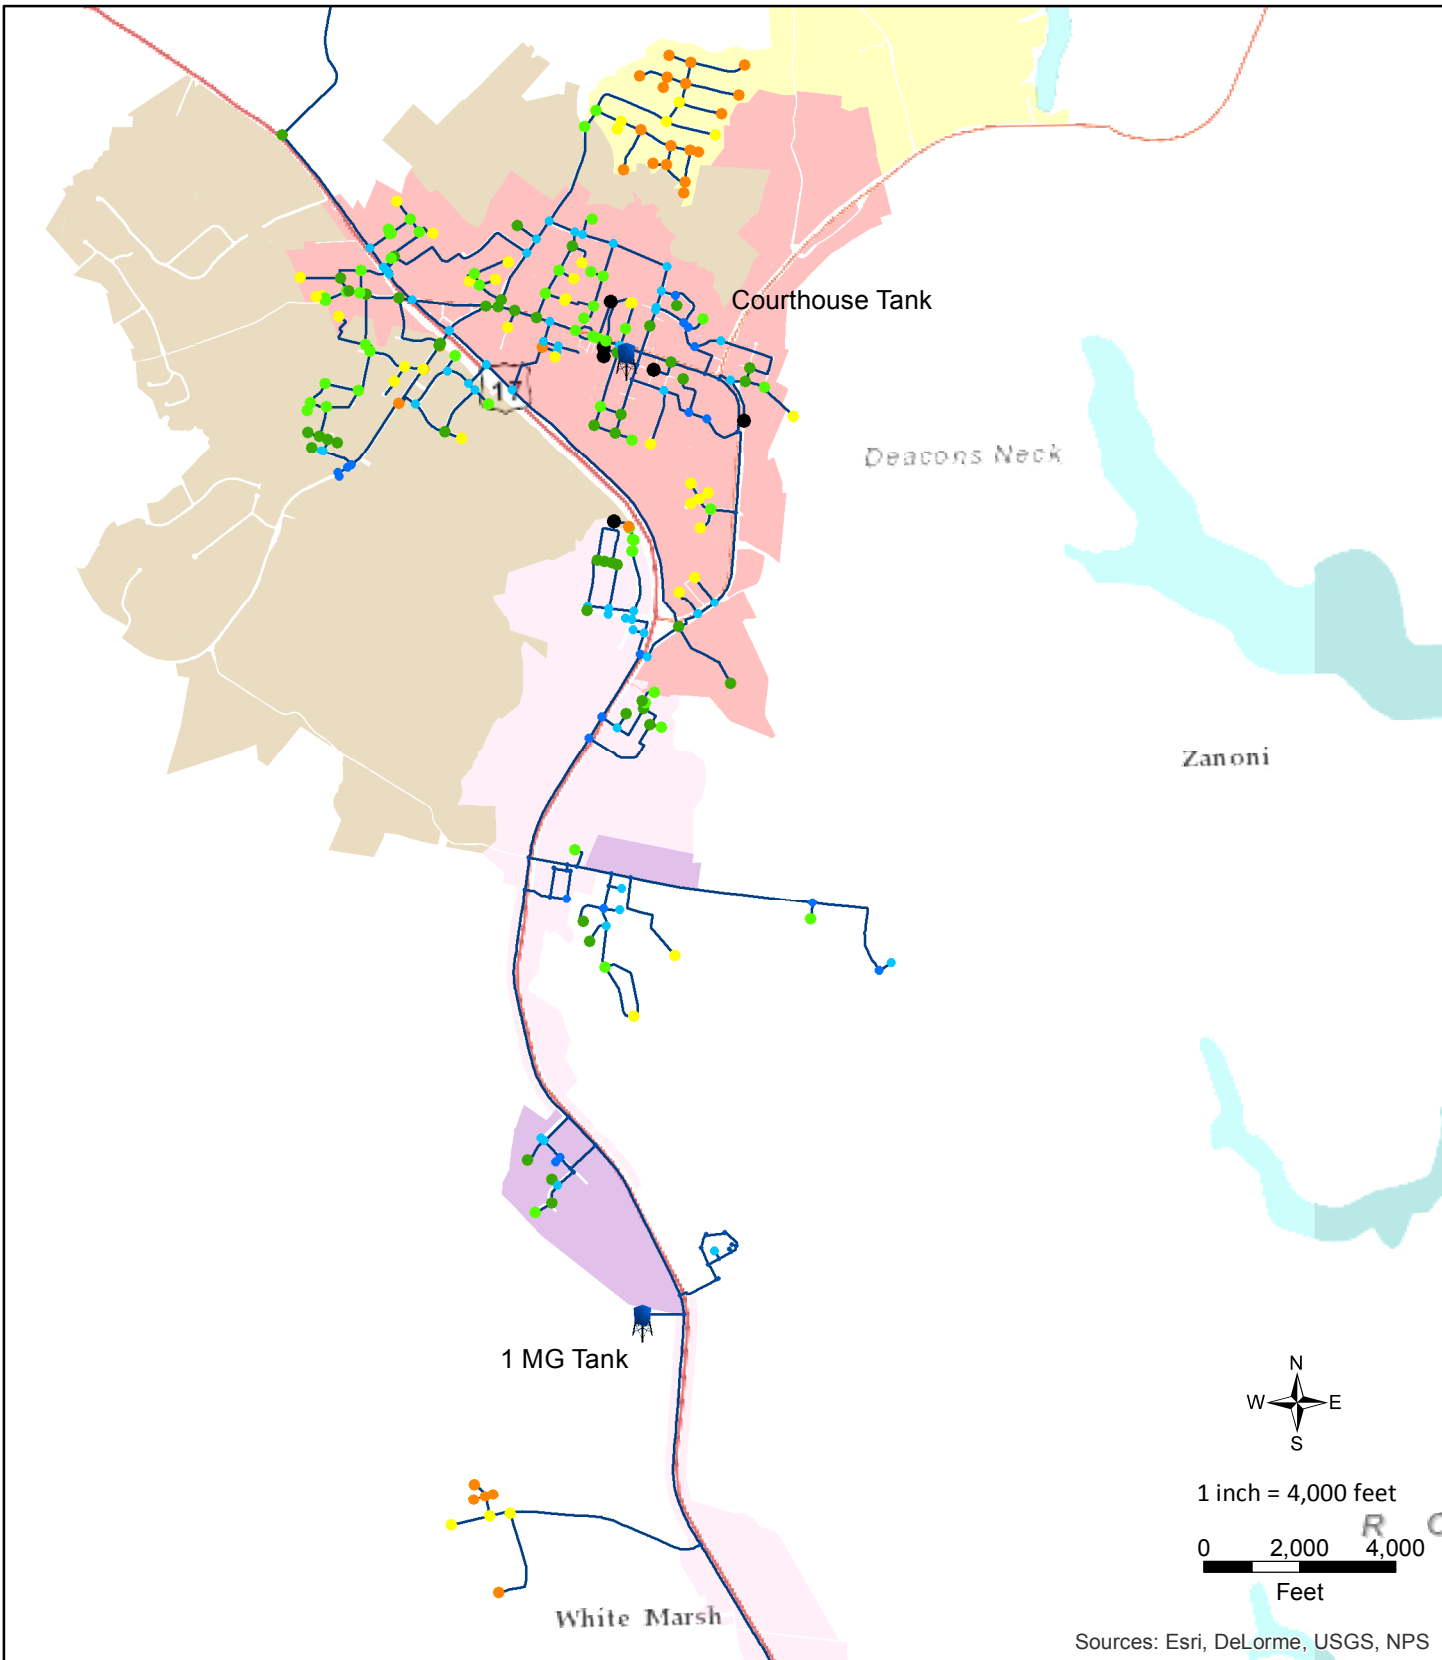 Courthouse Tank
17
Deacons Neck
Zanoni
1 MG Tank
N
W E
S
1 inch = 4,000 feet
R
0 2,000 4,000
Feet
White Marsh
Sources: Esri, DeLorme, USGS, NPS